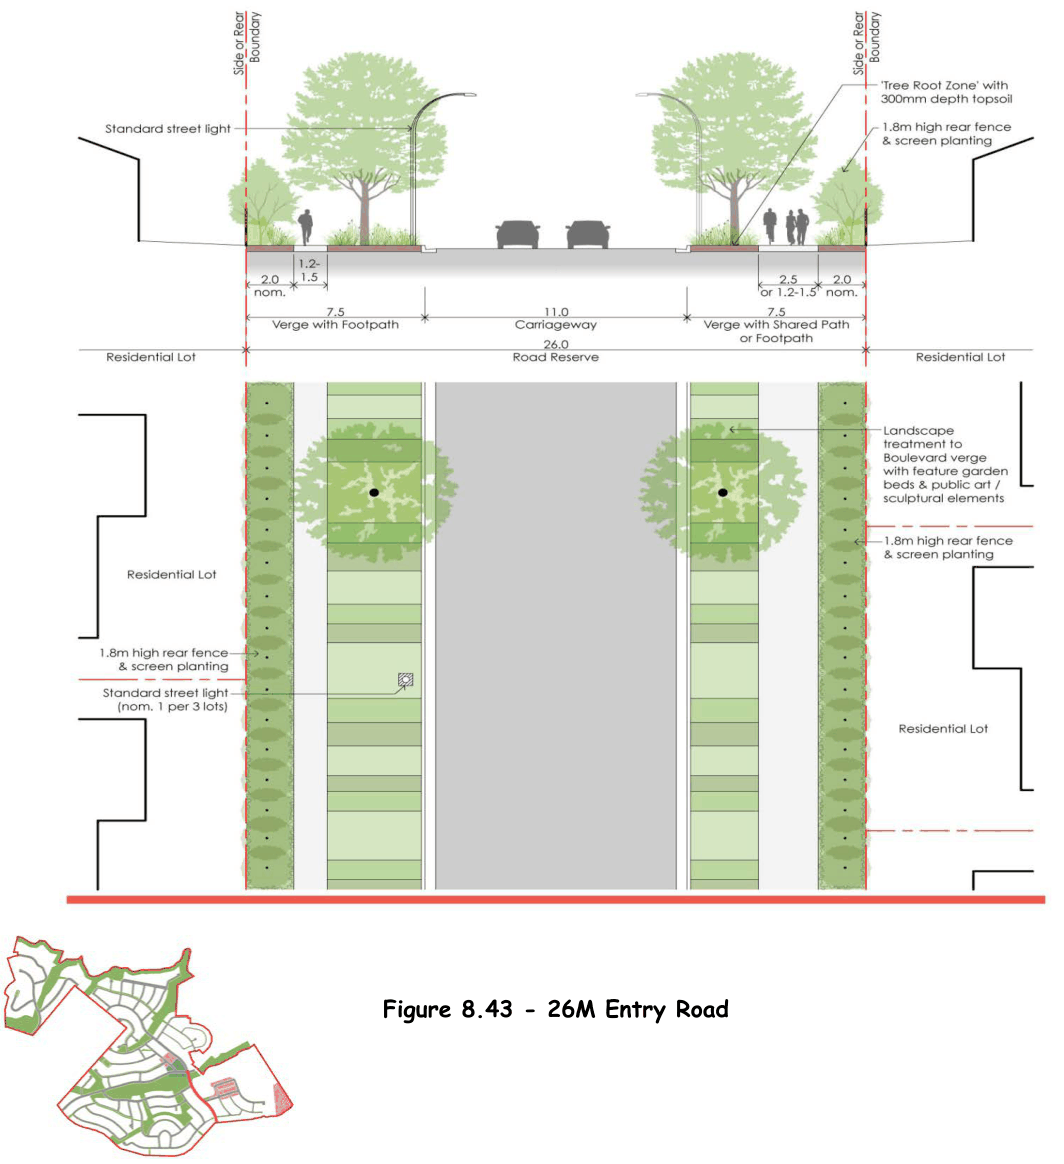 Side or Rear
Boundary
Side or Rear
Boundary
'Tree Root Zone' with
300mm depth topsoil
Standard street light
1.8m high rear fence
& screen planting
2.0
nom.
1.2-
1.5
2.5
or 1.2-1.5
2.0
nom.
7.5
Verge with Footpath
11.0
Carriageway
7.5
Verge with Shared Path
or Footpath
Residential Lot
26.0
Road Reserve
Residential Lot
Landscape
treatment to
Boulevard verge
with feature garden
beds & public art /
sculptural elements
1.8m high rear fence
& screen planting
Residential Lot
1.8m high rear fence
& screen planting
Standard street light
(nom. 1 per 3 lots)
Residential Lot
Figure 8.43 - 26M Entry Road